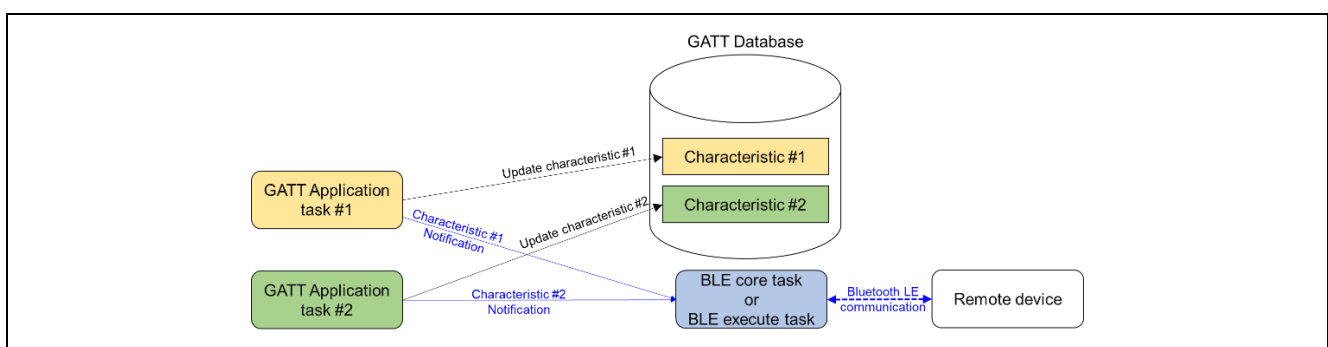 GATT Database
Update characteristic #1
Characteristic #1
GATT Application
task #1
Characteristic #1
Notification
Update characteristic #2
Characteristic #2
GATT Application
task #2
Characteristic #2
Notification
BLE core task
or
BLE execute task
Bluetooth LE
communication
Remote device